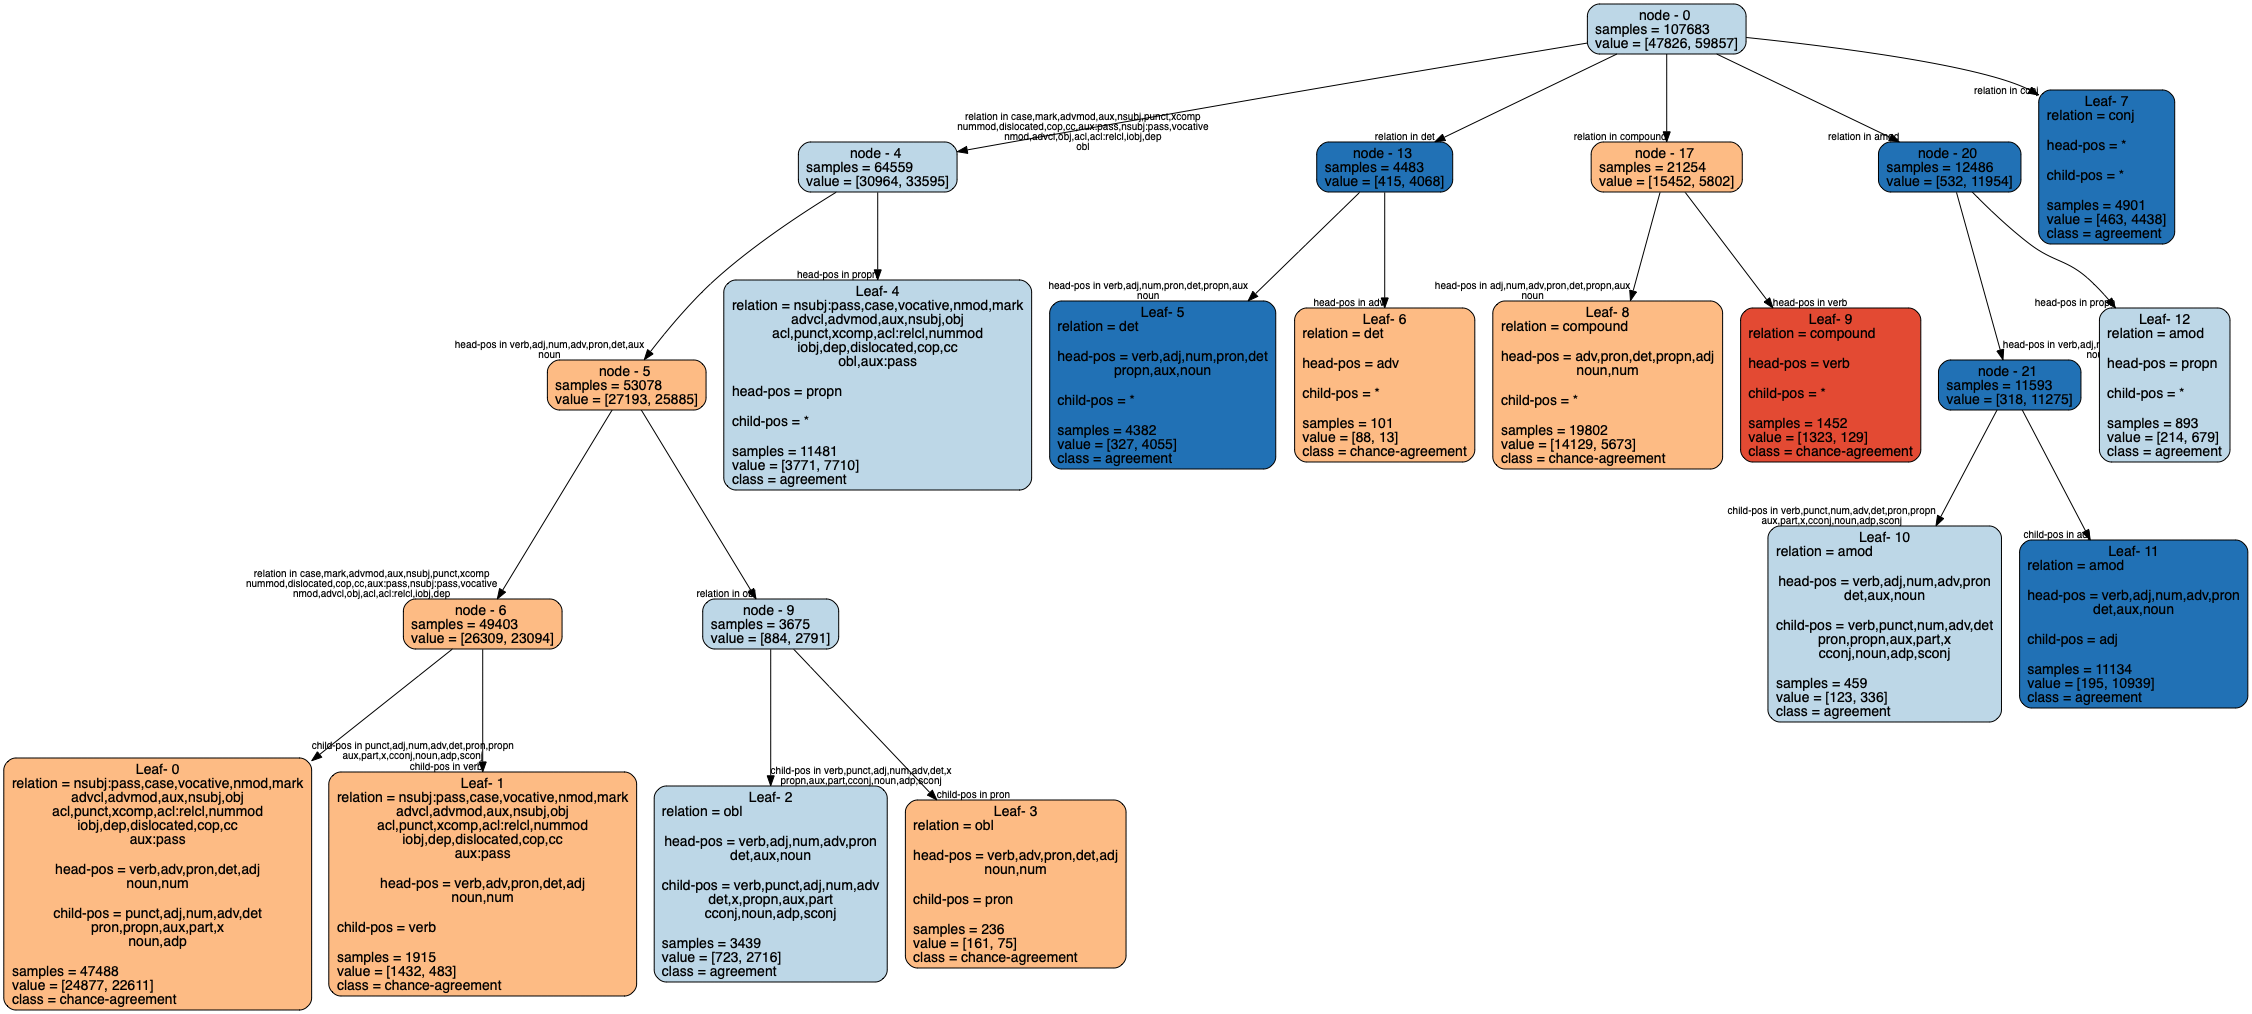 node - 0
samples = 107683
value = [47826, 59857]
relation in case,mark,advmod,aux,nsubj,punct,xcomp
nummod,dislocated,cop,cc,aux:pass,nsubj:pass,vocative
nmod,advcl,obj,acl,acl:relcl,iobj,dep
obl
relation in det
relation in compound
relation in amod
relation in conj
Leaf- 7
relation = conj
head-pos = *
child-pos = *
samples = 4901
value = [463, 4438]
class = agreement
node - 4
samples = 64559
value = [30964, 33595]
node - 13
samples = 4483
value = [415, 4068]
node - 17
samples = 21254
value = [15452, 5802]
node - 20
samples = 12486
value = [532, 11954]
head-pos in verb,adj,num,adv,pron,det,aux
noun
head-pos in propn
Leaf- 4
relation = nsubj:pass,case,vocative,nmod,mark
advcl,advmod,aux,nsubj,obj
acl,punct,xcomp,acl:relcl,nummod
iobj,dep,dislocated,cop,cc
obl,aux:pass
head-pos = propn
child-pos = *
samples = 11481
value = [3771, 7710]
class = agreement
head-pos in verb,adj,num,pron,det,propn,aux
noun
Leaf- 5
relation = det
head-pos = verb,adj,num,pron,det
propn,aux,noun
child-pos = *
samples = 4382
value = [327, 4055]
class = agreement
head-pos in adv
Leaf- 6
relation = det
head-pos = adv
child-pos = *
samples = 101
value = [88, 13]
class = chance-agreement
head-pos in adj,num,adv,pron,det,propn,aux
noun
Leaf- 8
relation = compound
head-pos = adv,pron,det,propn,adj
noun,num
child-pos = *
samples = 19802
value = [14129, 5673]
class = chance-agreement
head-pos in verb
Leaf- 9
relation = compound
head-pos = verb
child-pos = *
samples = 1452
value = [1323, 129]
class = chance-agreement
head-pos in propn
Leaf- 12
relation = amod
head-pos = propn
child-pos = *
samples = 893
value = [214, 679]
class = agreement
head-pos in verb,adj,
node - 21
samples = 11593
value = [318, 11275]
node - 5
samples = 53078
value = [27193, 25885]
child-pos in verb,punct,num,adv,det,pron,propn
aux,part,x,cconj,noun,adp,sconj
Leaf- 10
relation = amod
head-pos = verb,adj,num,adv,pron
det,aux,noun
child-pos = verb,punct,num,adv,det
pron,propn,aux,part,x
cconj,noun,adp,sconj
samples = 459
value = [123, 336]
class = agreement
child-pos in adj
Leaf- 11
relation = amod
head-pos = verb,adj,num,adv,pron
det,aux,noun
child-pos = adj
samples = 11134
value = [195, 10939]
class = agreement
relation in case,mark,advmod,aux,nsubj,punct,xcomp
nummod,dislocated,cop,cc,aux:pass,nsubj:pass,vocative
nmod,advcl,obj,acl,acl:relcl,iobj,dep
node - 6
samples = 49403
value = [26309, 23094]
relation in obl
node - 9
samples = 3675
value = [884, 2791]
child-pos in punct,adj,num,adv,det,pron,propn
aux,part,x,cconj,noun,adp,sconj
child-pos in verb
child-pos in verb,punct,adj,num,adv,det,x
propn,aux,part,cconj,noun,adp,sconj
child-pos in pron
Leaf- 0
relation = nsubj:pass,case,vocative,nmod,mark
advcl,advmod,aux,nsubj,obj
acl,punct,xcomp,acl:relcl,nummod
iobj,dep,dislocated,cop,cc
aux:pass
head-pos = verb,adv,pron,det,adj
noun,num
child-pos = punct,adj,num,adv,det
pron,propn,aux,part,x
noun,adp
samples = 47488
value = [24877, 22611]
class = chance-agreement
Leaf- 1
relation = nsubj:pass,case,vocative,nmod,mark
advcl,advmod,aux,nsubj,obj
acl,punct,xcomp,acl:relcl,nummod
iobj,dep,dislocated,cop,cc
aux:pass
head-pos = verb,adv,pron,det,adj
noun,num
child-pos = verb
samples = 1915
value = [1432, 483]
class = chance-agreement
Leaf- 2
relation = obl
head-pos = verb,adj,num,adv,pron
det,aux,noun
child-pos = verb,punct,adj,num,adv
det,x,propn,aux,part
cconj,noun,adp,sconj
samples = 3439
value = [723, 2716]
class = agreement
Leaf- 3
relation = obl
head-pos = verb,adv,pron,det,adj
noun,num
child-pos = pron
samples = 236
value = [161, 75]
class = chance-agreement